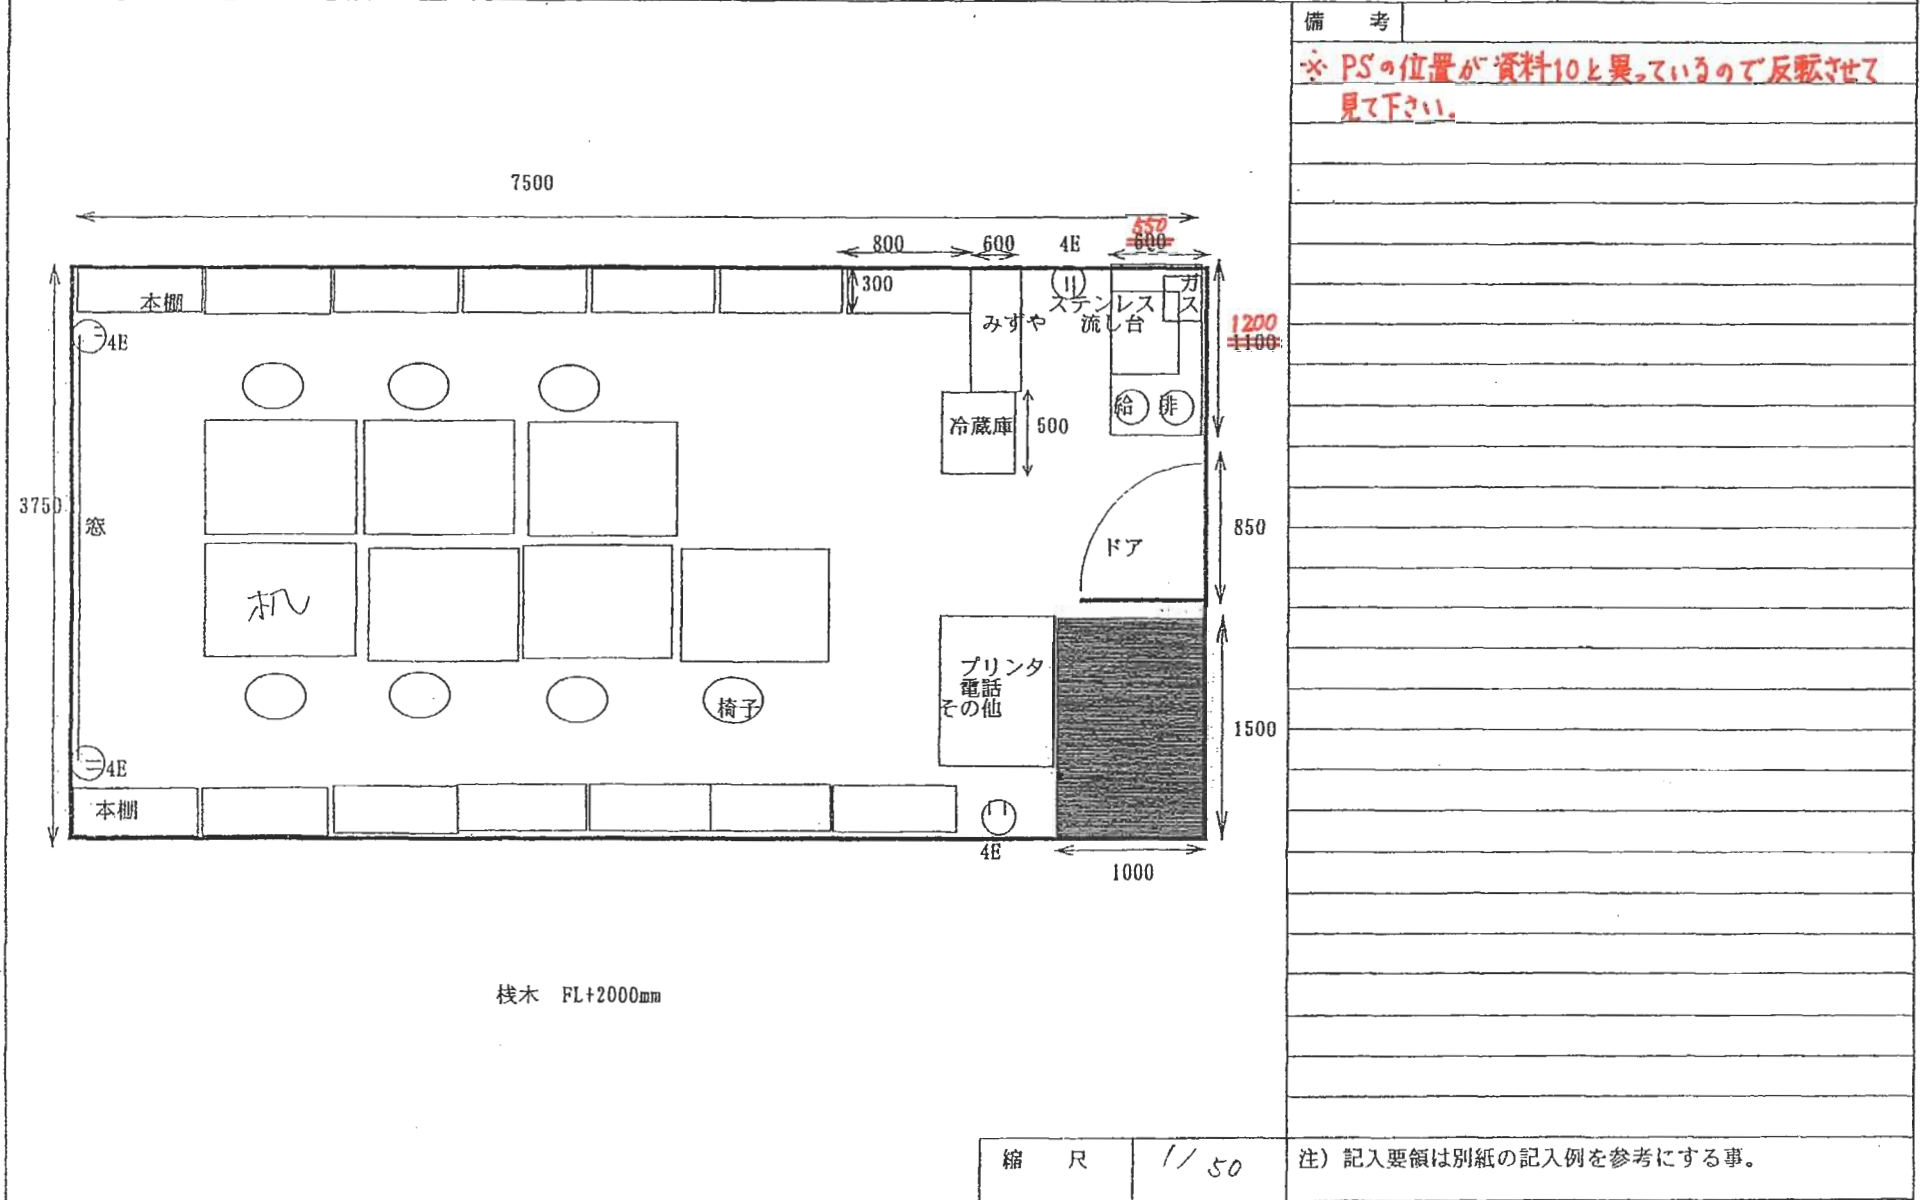 備 考
※ PSの位置が資料10と異っているので反転させて
見て下さい。
7500
550
800
600
4E
600
300
本棚
ガス
ステンレス
流し台
みずや
1200
1100
4E
給
排
冷蔵庫
500
3750
窓
850
ドア
机
プリンタ
電話
その他
椅子
1500
4E
本棚
4E
1000
桟木 FL+2000mm
縮 尺
1/50
注）記入要領は別紙の記入例を参考にする事。